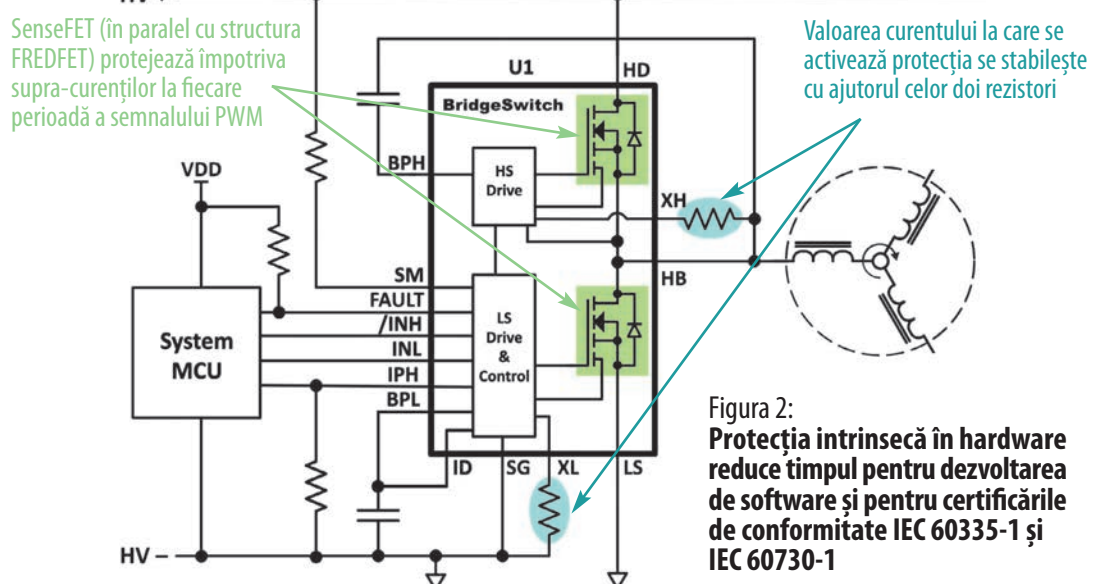 SenseFET (în paralel cu structura
FREDFET) protejează împotriva
supra-curenților la fiecare
perioadă a semnalului PWM
Valoarea curentului la care se
activează protecția se stabilește
cu ajutorul celor doi rezistori
U1
HD
BridgeSwitch
BPH
HS
Drive
VDD
XH
HB
SM
FAULT
/INH
INL
IPH
BPL
System
MCU
LS
Drive
&
Control
ID
SG
XL
LS
HV –
Figura 2:
Protecția intrinsecă în hardware
reduce timpul pentru dezvoltarea
de software și pentru certificările
de conformitate IEC 60335-1 și
IEC 60730-1